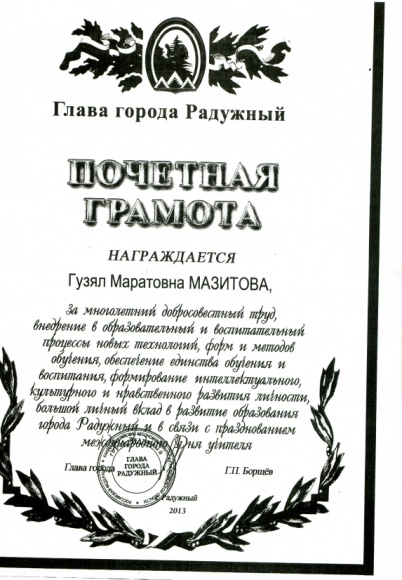 Глава города Радужный
ПОЧЕТНАЯ
ГРАМОТА
НАГРАЖДАЕТСЯ
Гузял Маратовна МАЗИТОВА,
за многолетний добросовестный труд,
внедрение в образовательный и воспитательный
процессы новых технологий, форм и методов
обучения, обеспечение единства обучения и
воспитания, формирование интеллектуального,
культурного и нравственного развития личности,
большой личный вклад в развитие образования
города Радужный и в связи с празднованием
международного Дня учителя
Глава города
ГЛАВА
ГОРОДА
РАДУЖНЫЙ
Г.П. Борщёв
Радужный
2013